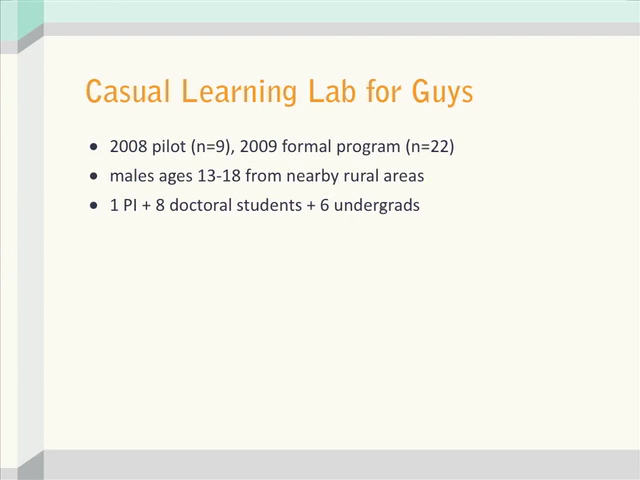 Casual Learning Lab for Guys
• 2008 pilot (n=9), 2009 formal program (n=22)
• males ages 13-18 from nearby rural areas
• 1 PI + 8 doctoral students + 6 undergrads